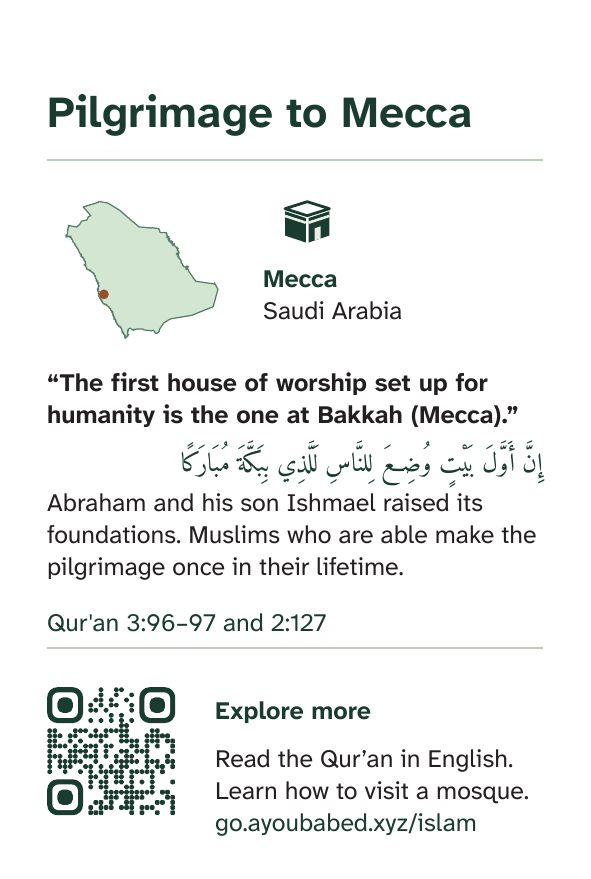 Pilgrimage to Mecca
Mecca
Saudi Arabia
“The first house of worship set up for
humanity is the one at Bakkah (Mecca).”
إِنَّ أَوَّلَ بَيْتٍ وُضِعَ لِلنَّاسِ لَلَّذِي بِبَكَّةَ مُبَارَكًا
Abraham and his son Ishmael raised its
foundations. Muslims who are able make the
pilgrimage once in their lifetime.
Qur'an 3:96–97 and 2:127
Explore more
Read the Qur’an in English.
Learn how to visit a mosque.
go.ayoubabed.xyz/islam